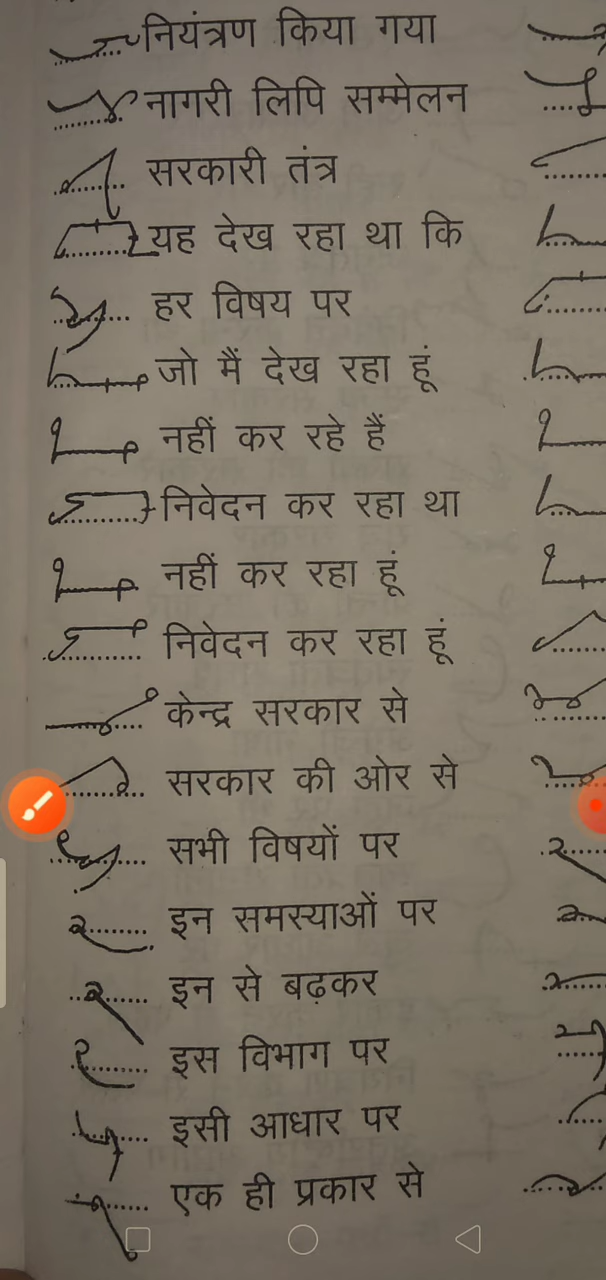 नियंत्रण किया गया
नागरी लिपि सम्मेलन
सरकारी तंत्र
यह देख रहा था कि
हर विषय पर
जो मैं देख रहा हूं
नहीं कर रहे हैं
निवेदन कर रहा था
नहीं कर रहा हूं
निवेदन कर रहा हूं
केन्द्र सरकार से
सरकार की ओर से
सभी विषयों पर
इन समस्याओं पर
इन से बढ़कर
इस विभाग पर
इसी आधार पर
एक ही प्रकार से